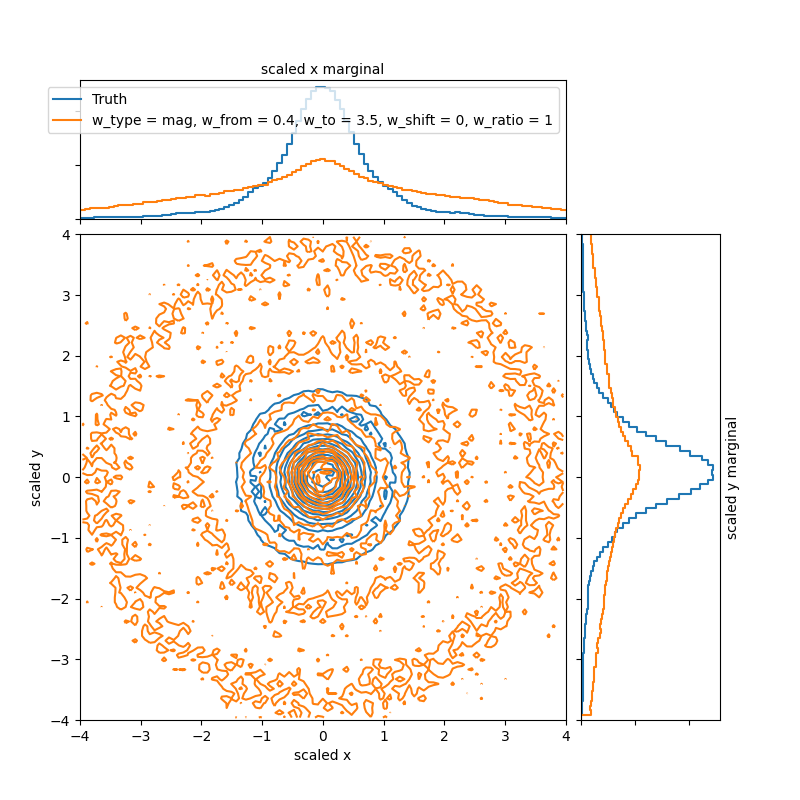 scaled x marginal
Truth
w_type = mag, w_from = 0.4, w_to = 3.5, w_shift = 0, w_ratio = 1
4
3
2
1
0
−1
−2
−3
−4
scaled y
−4 −3 −2 −1 0 1 2 3 4
scaled x
scaled y marginal